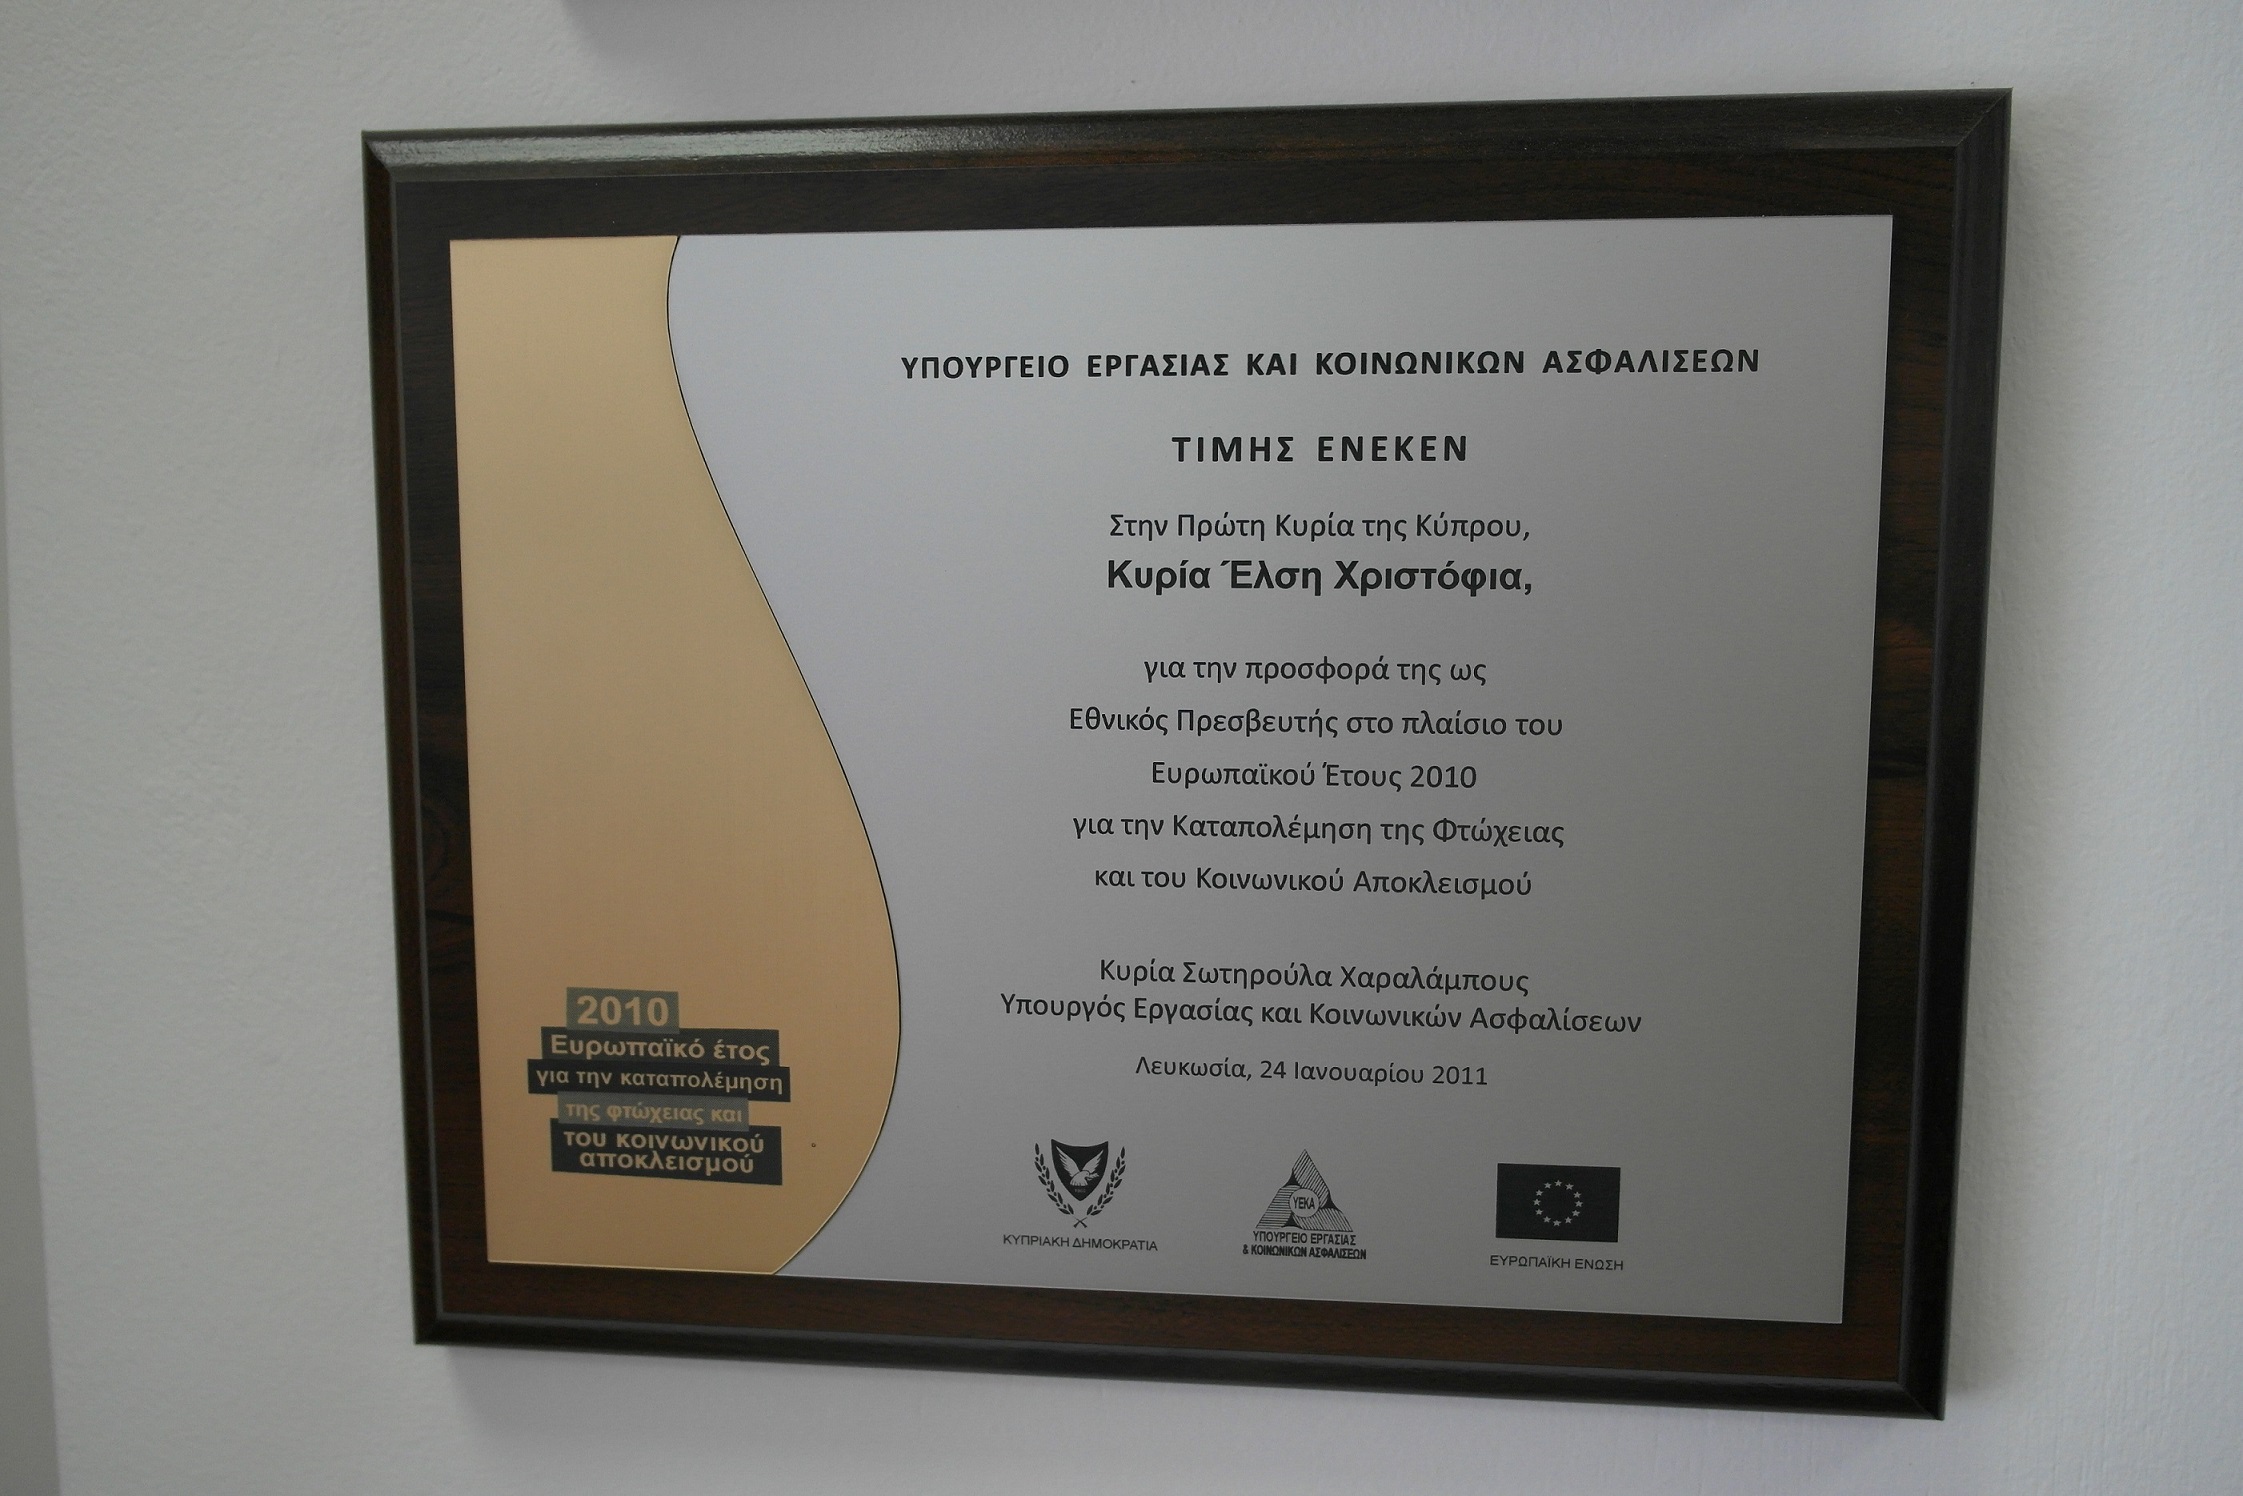 ΥΠΟΥΡΓΕΙΟ ΕΡΓΑΣΙΑΣ ΚΑΙ ΚΟΙΝΩΝΙΚΩΝ ΑΣΦΑΛΙΣΕΩΝ
ΤΙΜΗΣ ΕΝΕΚΕΝ
Στην Πρώτη Κυρία της Κύπρου,
Κυρία Έλση Χριστόφια,
για την προσφορά της ως
Εθνικός Πρεσβευτής στο πλαίσιο του
Ευρωπαϊκού Έτους 2010
για την Καταπολέμηση της Φτώχειας
και του Κοινωνικού Αποκλεισμού
Κυρία Σωτηρούλα Χαραλάμπους
Υπουργός Εργασίας και Κοινωνικών Ασφαλίσεων
Λευκωσία, 24 Ιανουαρίου 2011
2010
Ευρωπαϊκό έτος
για την καταπολέμηση
της φτώχειας και
του κοινωνικού
αποκλεισμού
ΚΥΠΡΙΑΚΗ ΔΗΜΟΚΡΑΤΙΑ
ΥΕΚΑ
ΥΠΟΥΡΓΕΙΟ ΕΡΓΑΣΙΑΣ
& ΚΟΙΝΩΝΙΚΩΝ ΑΣΦΑΛΙΣΕΩΝ
ΕΥΡΩΠΑΪΚΗ ΕΝΩΣΗ